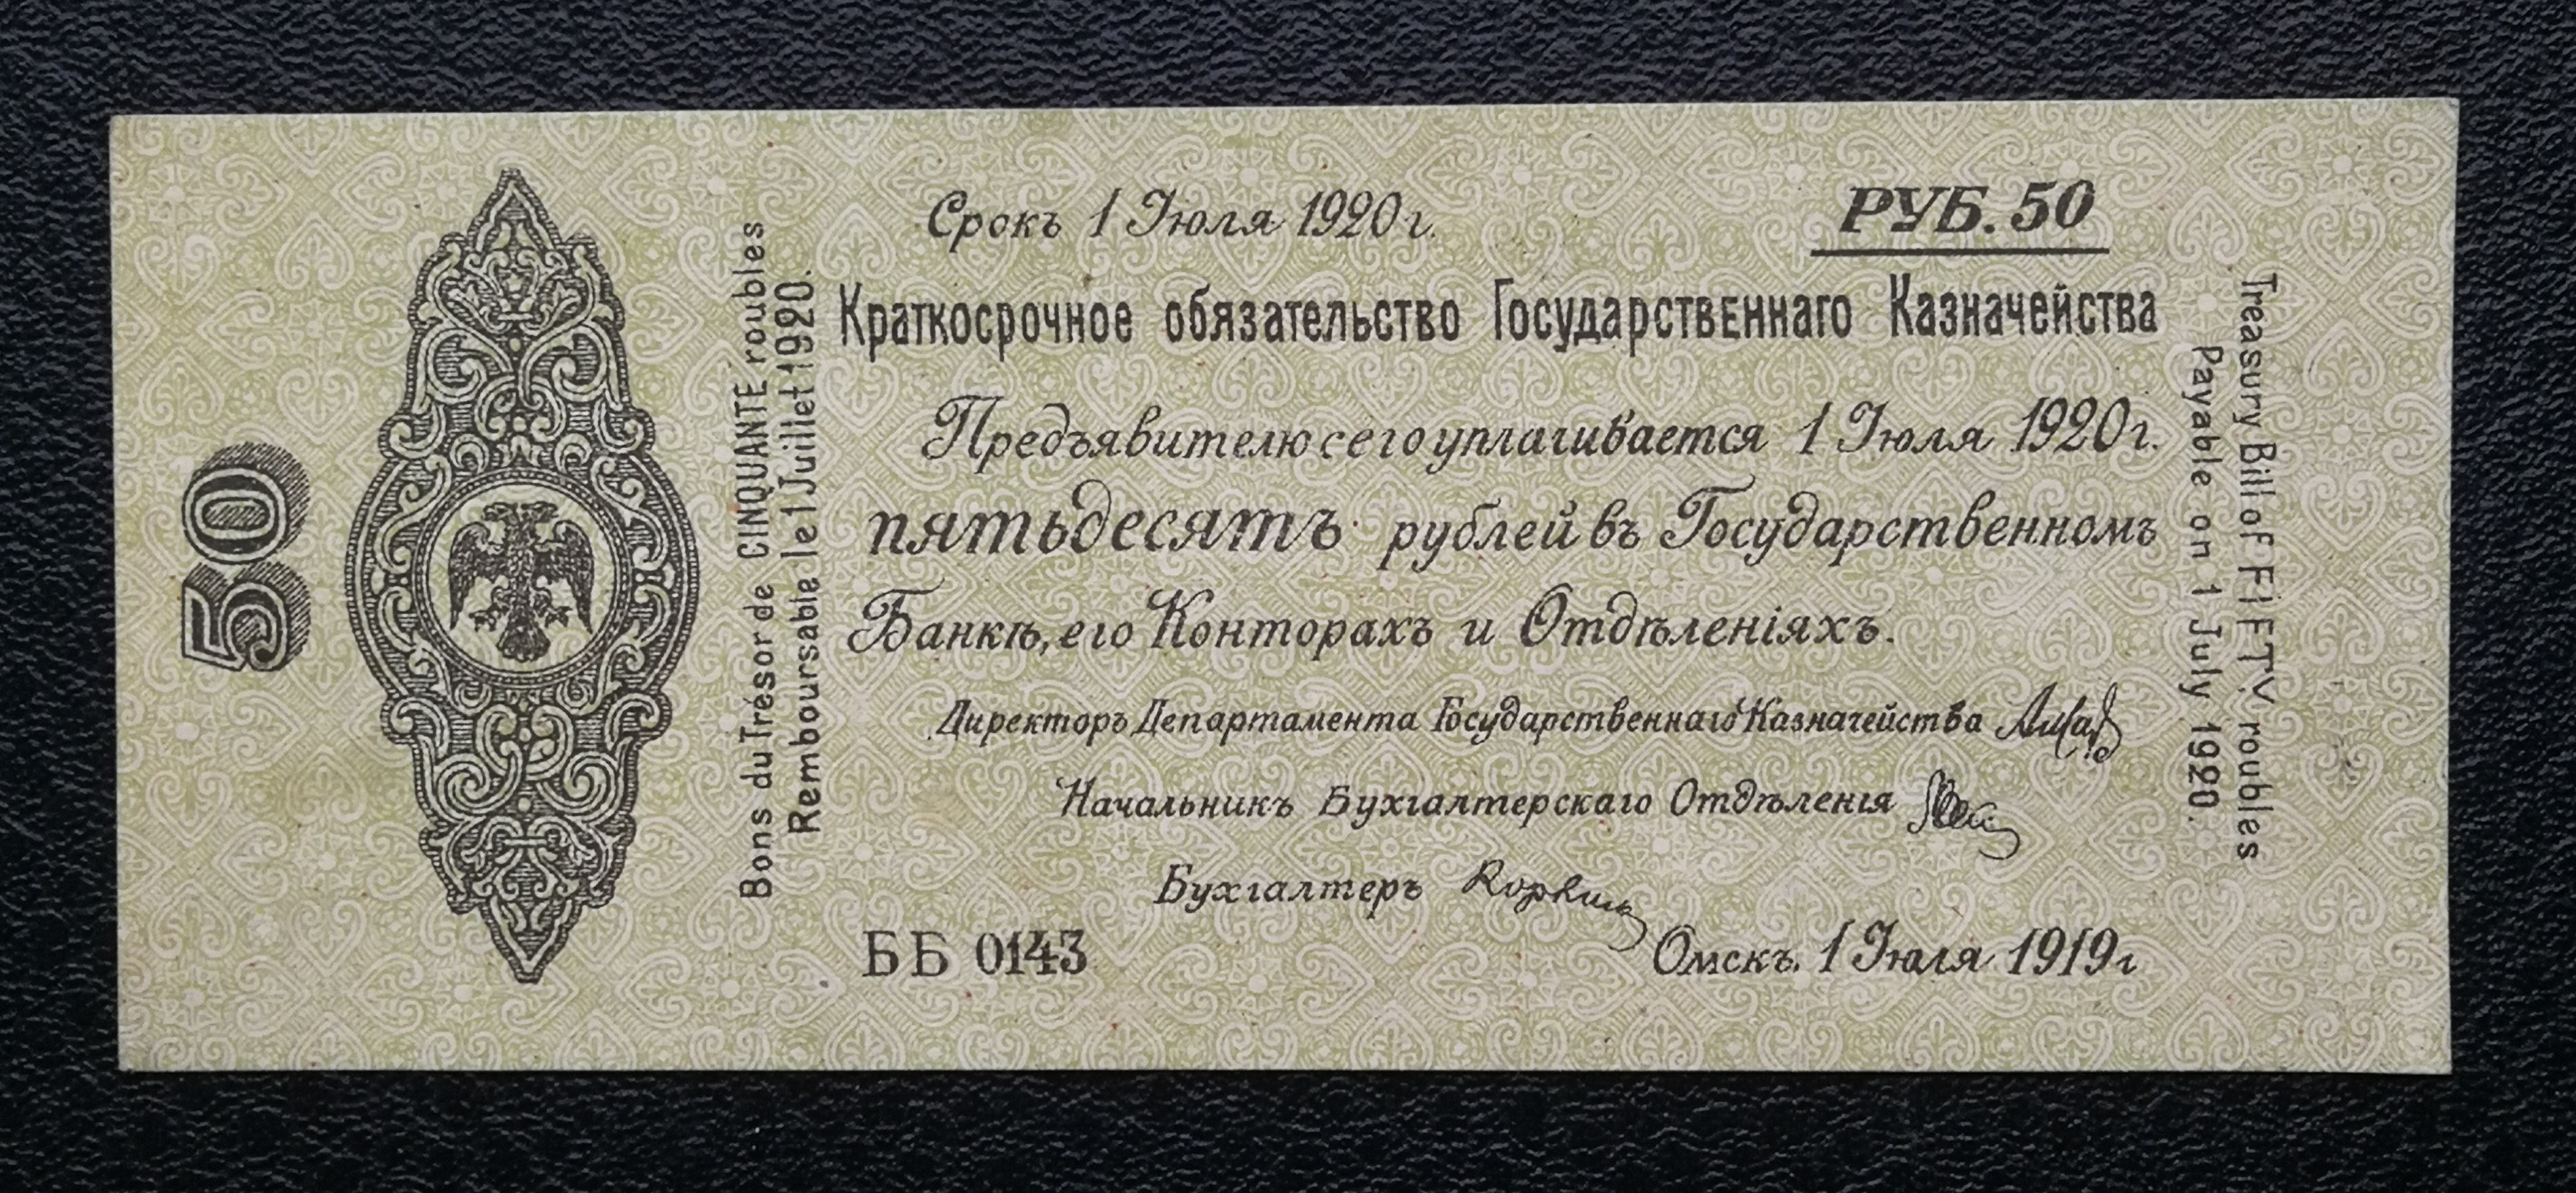 50
Bons du Trésor de CINQUANTE roubles
Remboursable le 1 Juillet 1920.
Срокъ 1 Июля 1920 г.
РУБ. 50
Краткосрочное обязательство Государственнаго Казначейства
Предъявителю сего уплачивается 1 Июля 1920 г.
пятьдесятъ рублей въ Государственномъ
Банкѣ, его Конторахъ и Отдѣленіяхъ.
Директоръ Департамента Государственнаго Казначейства
Начальникъ Бухгалтерскаго Отдѣленія
Бухгалтеръ
ББ 0143
Омскъ. 1 Июля 1919 г
Treasury Bill of FIFTY roubles
Payable on 1 July 1920.